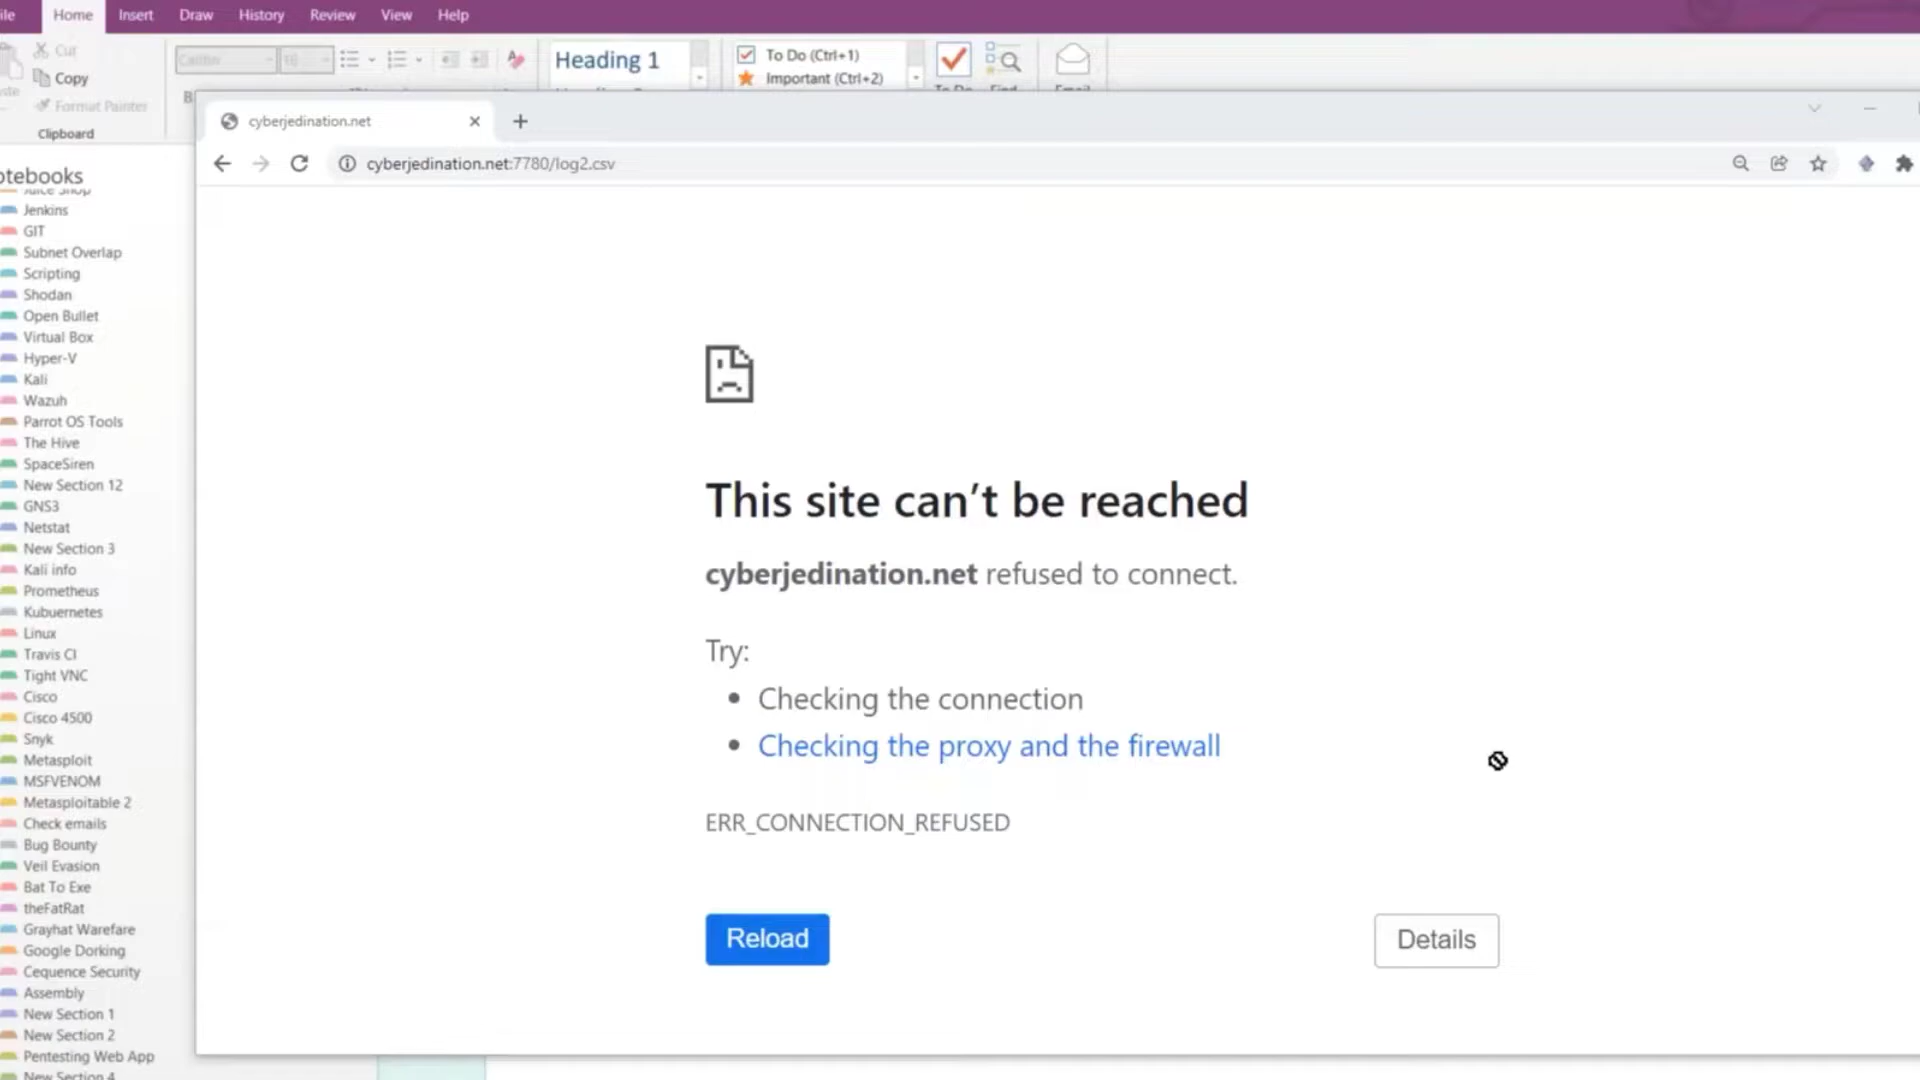 ile Home Insert Draw History Review View Help
Cut
Copy
Format Painter
Clipboard
Heading 1
To Do (Ctrl+1)
Important (Ctrl+2)
cyberjedination.net
cyberjedination.net:7780/log2.csv
otebooks
Juice Shop
Jenkins
GIT
Subnet Overlap
Scripting
Shodan
Open Bullet
Virtual Box
Hyper-V
Kali
Wazuh
Parrot OS Tools
The Hive
SpaceSiren
New Section 12
GNS3
Netstat
New Section 3
Kali info
Prometheus
Kubuernetes
Linux
Travis CI
Tight VNC
Cisco
Cisco 4500
Snyk
Metasploit
MSFVENOM
Metasploitable 2
Check emails
Bug Bounty
Veil Evasion
Bat To Exe
theFatRat
Grayhat Warefare
Google Dorking
Cequence Security
Assembly
New Section 1
New Section 2
Pentesting Web App
New Section 4
This site can’t be reached
cyberjedination.net refused to connect.
Try:
Checking the connection
Checking the proxy and the firewall
ERR_CONNECTION_REFUSED
Reload
Details